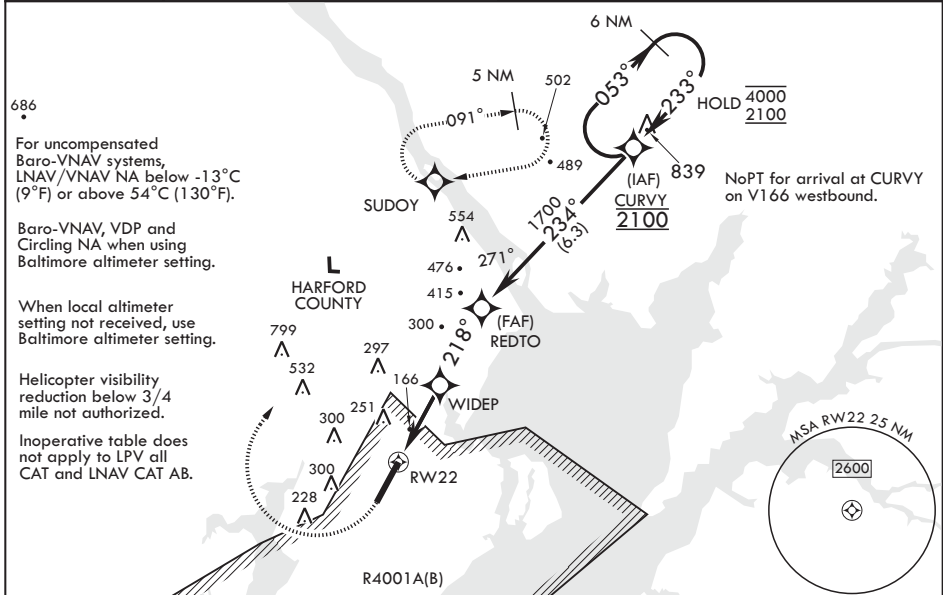 6 NM
053°
233°
HOLD
4000
2100
5 NM
502
091°
489
839
(IAF)
CURVY
2100
NoPT for arrival at CURVY
on V166 westbound.
686
For uncompensated
Baro-VNAV systems,
LNAV/VNAV NA below -13°C
(9°F) or above 54°C (130°F).
SUDOY
1700
234°
(6.3)
554
Baro-VNAV, VDP and
Circling NA when using
Baltimore altimeter setting.
476
271°
L
HARFORD
COUNTY
415
When local altimeter
setting not received, use
Baltimore altimeter setting.
300
218°
(FAF)
REDTO
799
297
532
166
Helicopter visibility
reduction below 3/4
mile not authorized.
WIDEP
251
300
Inoperative table does
not apply to LPV all
CAT and LNAV CAT AB.
RW22
300
228
MSA RW22 25 NM
2600
R4001A(B)